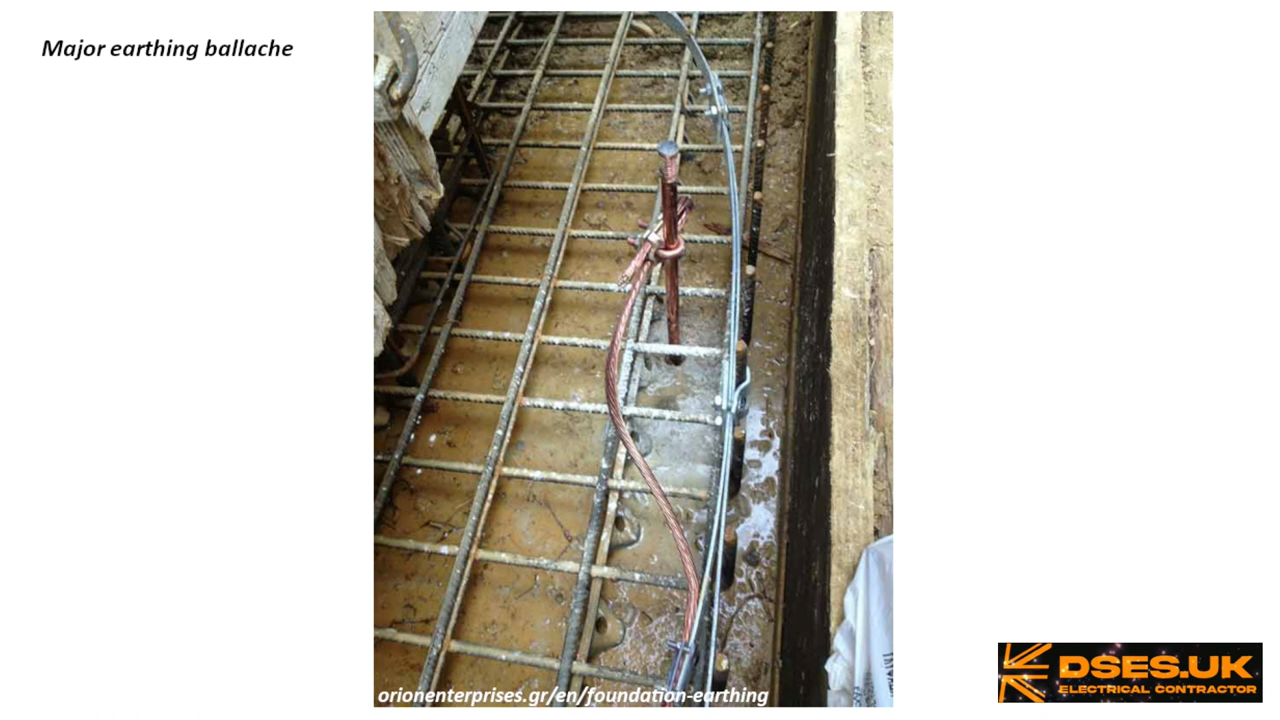 Major earthing ballache
orionenterprises.gr/en/foundation-earthing
DSES.UK
ELECTRICAL CONTRACTOR